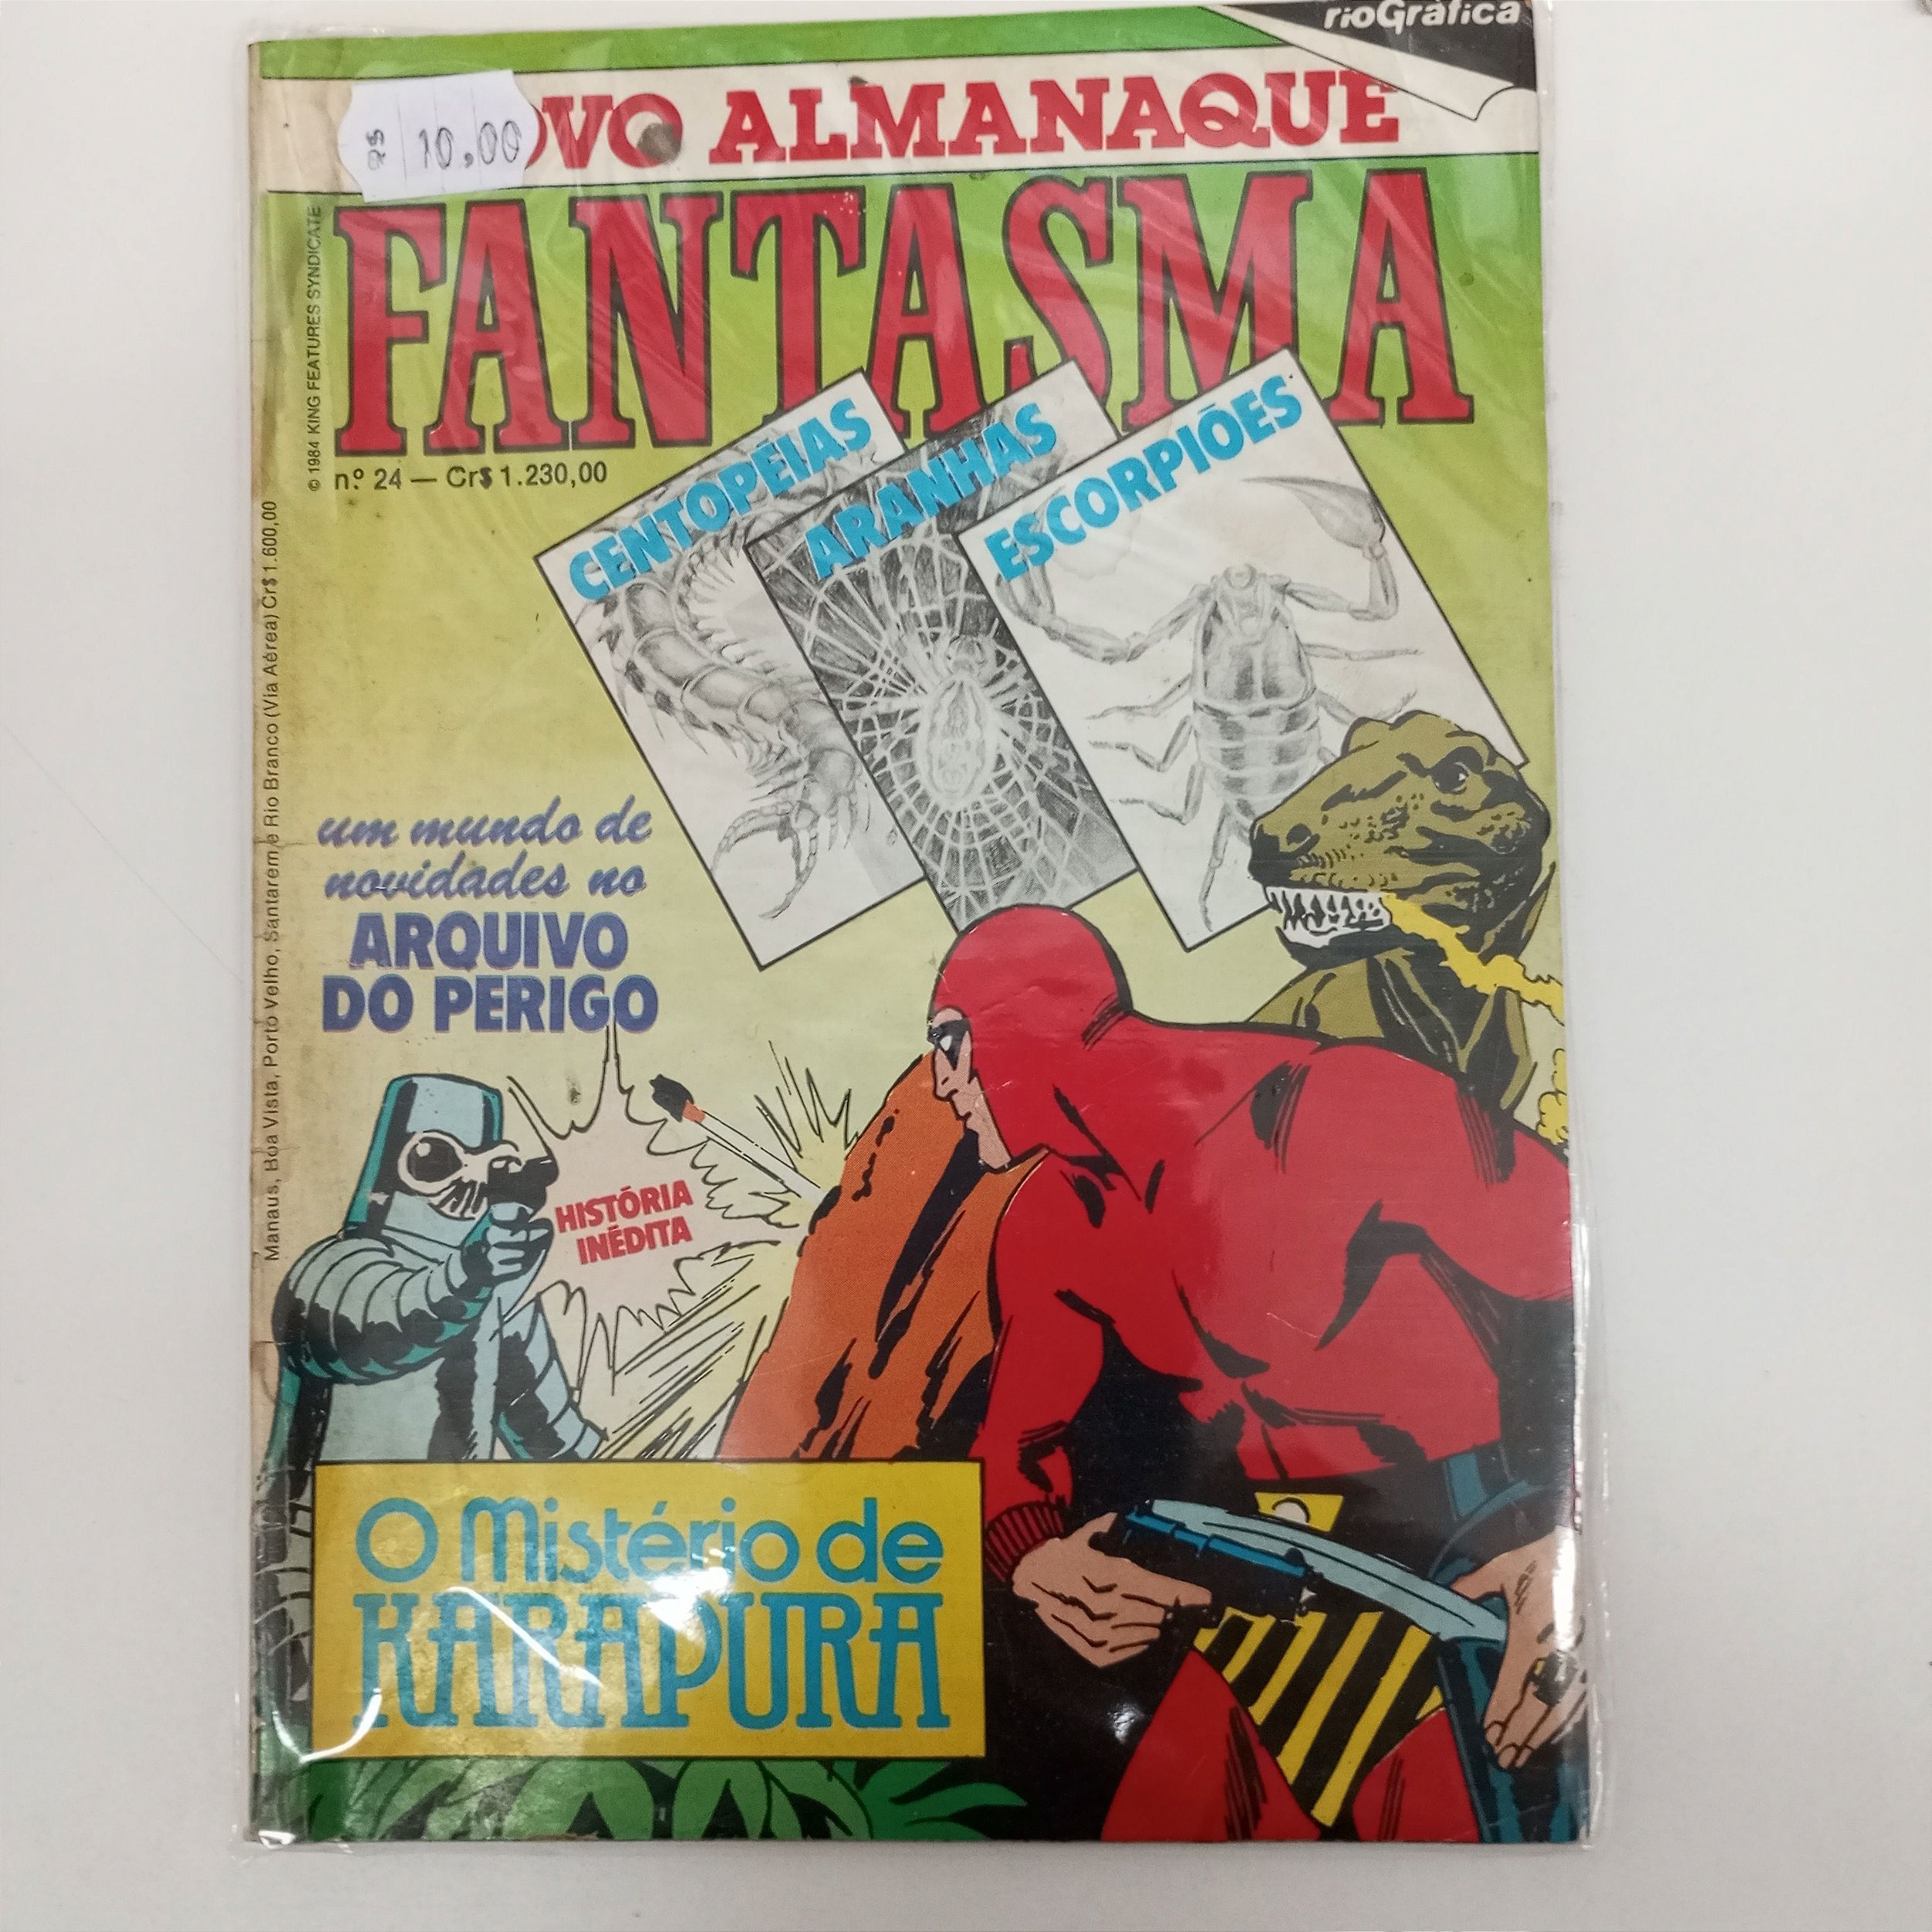 rioGráfica
R$ 10,00
OVO ALMANAQUE
FANTASMA
© 1984 KING FEATURES SYNDICATE
nº 24 — Cr$ 1.230,00
Manaus, Boa Vista, Porto Velho, Santarem e Rio Branco (Via Aérea) Cr$ 1.600,00
CENTOPÉIAS
ARANHAS
ESCORPIÕES
um mundo de
novidades no
ARQUIVO
DO PERIGO
HISTÓRIA
INÉDITA
O Mistério de
KARAPURA